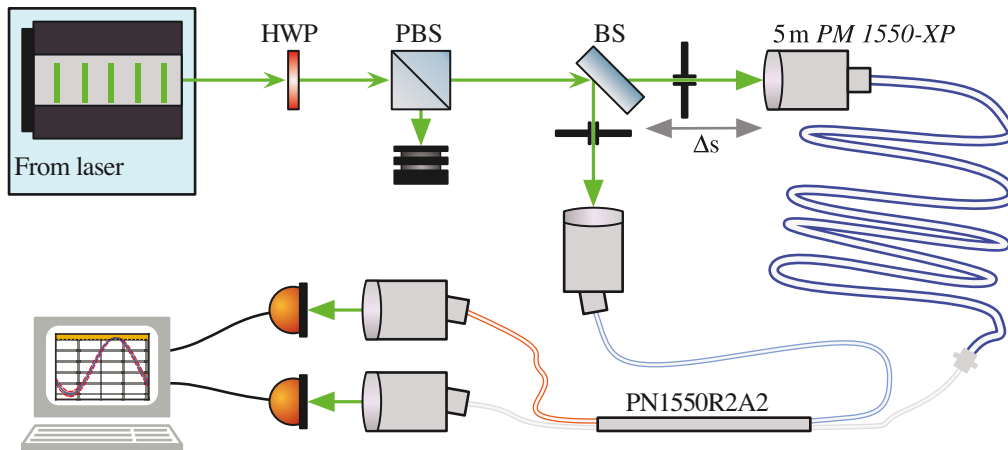 HWP
PBS
BS
5 m PM 1550-XP
From laser
Δs
PN1550R2A2